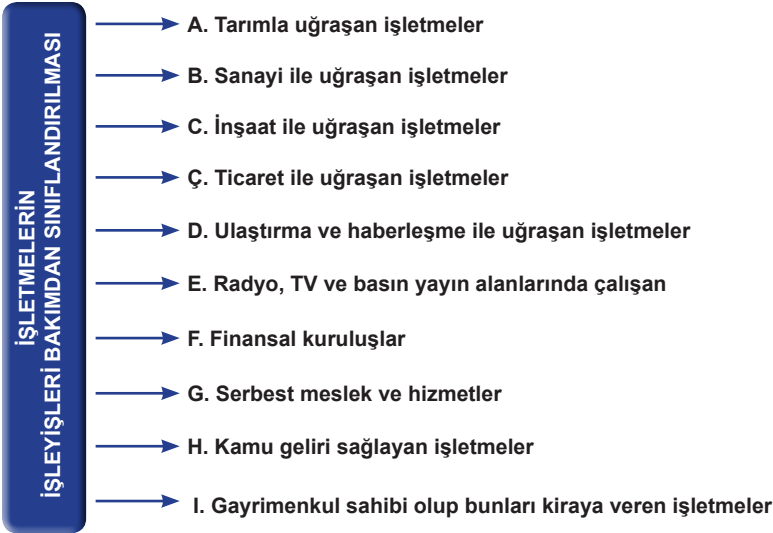 İŞLETMELERİN
İŞLEYİŞLERİ BAKIMDAN SINIFLANDIRILMASI
A. Tarımla uğraşan işletmeler
B. Sanayi ile uğraşan işletmeler
C. İnşaat ile uğraşan işletmeler
Ç. Ticaret ile uğraşan işletmeler
D. Ulaştırma ve haberleşme ile uğraşan işletmeler
E. Radyo, TV ve basın yayın alanlarında çalışan
F. Finansal kuruluşlar
G. Serbest meslek ve hizmetler
H. Kamu geliri sağlayan işletmeler
I. Gayrimenkul sahibi olup bunları kiraya veren işletmeler